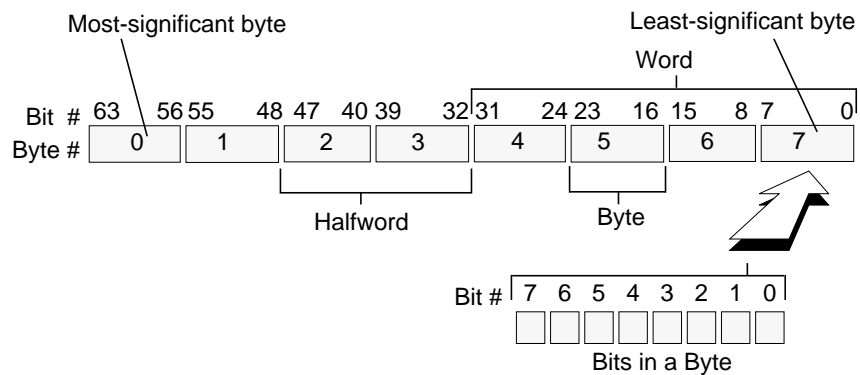 Most-significant byte
Least-significant byte
Word
Bit # 63 56 55 48 47 40 39 32 31 24 23 16 15 8 7 0
Byte # 0 1 2 3 4 5 6 7
Halfword
Byte
Bit # 7 6 5 4 3 2 1 0
Bits in a Byte